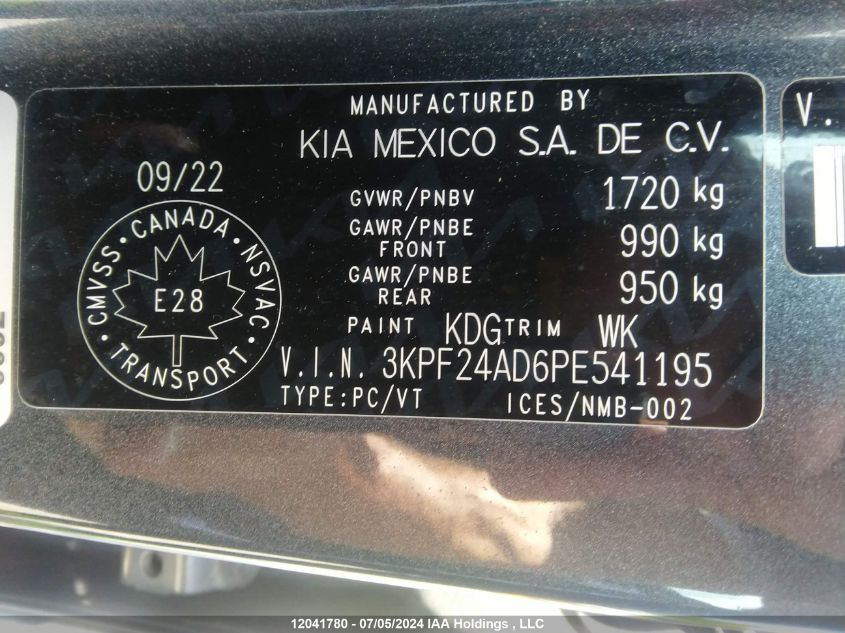 MANUFACTURED BY
KIA MEXICO S.A. DE C.V.
09/22
GVWR/PNBV 1720 kg
GAWR/PNBE
FRONT 990 kg
GAWR/PNBE
REAR 950 kg
PAINT KDG TRIM WK
V.I.N. 3KPF24AD6PE541195
TYPE:PC/VT ICES/NMB-002
CMVSS • CANADA • NSVAC • TRANSPORT •
E28
V.
12041780 - 07/05/2024 IAA Holdings , LLC